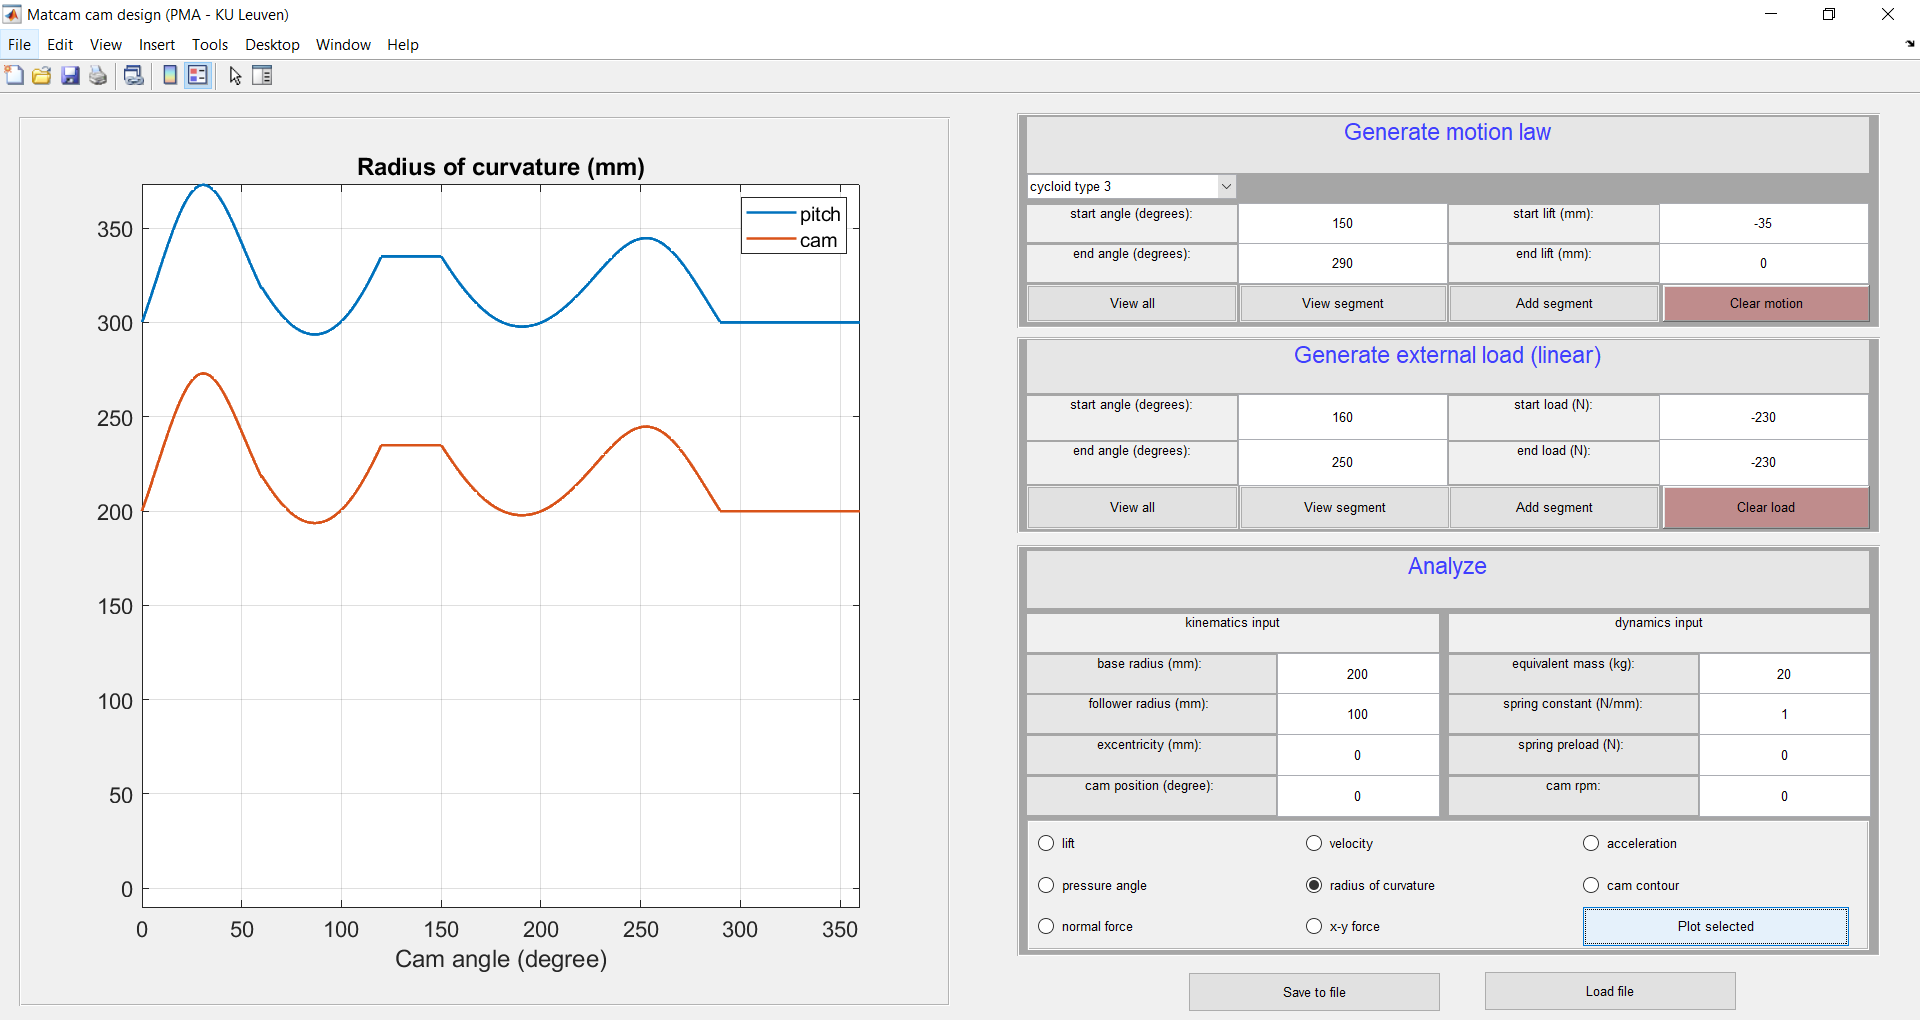 Matcam cam design (PMA - KU Leuven)
File Edit View Insert Tools Desktop Window Help
Radius of curvature (mm)
pitch
cam
350
300
250
200
150
100
50
0
0 50 100 150 200 250 300 350
Cam angle (degree)
Generate motion law
cycloid type 3
start angle (degrees): 150 start lift (mm): -35
end angle (degrees): 290 end lift (mm): 0
View all View segment Add segment Clear motion
Generate external load (linear)
start angle (degrees): 160 start load (N): -230
end angle (degrees): 250 end load (N): -230
View all View segment Add segment Clear load
Analyze
kinematics input dynamics input
base radius (mm): 200 equivalent mass (kg): 20
follower radius (mm): 100 spring constant (N/mm): 1
excentricity (mm): 0 spring preload (N): 0
cam position (degree): 0 cam rpm: 0
lift velocity acceleration
pressure angle radius of curvature cam contour
normal force x-y force Plot selected
Save to file Load file